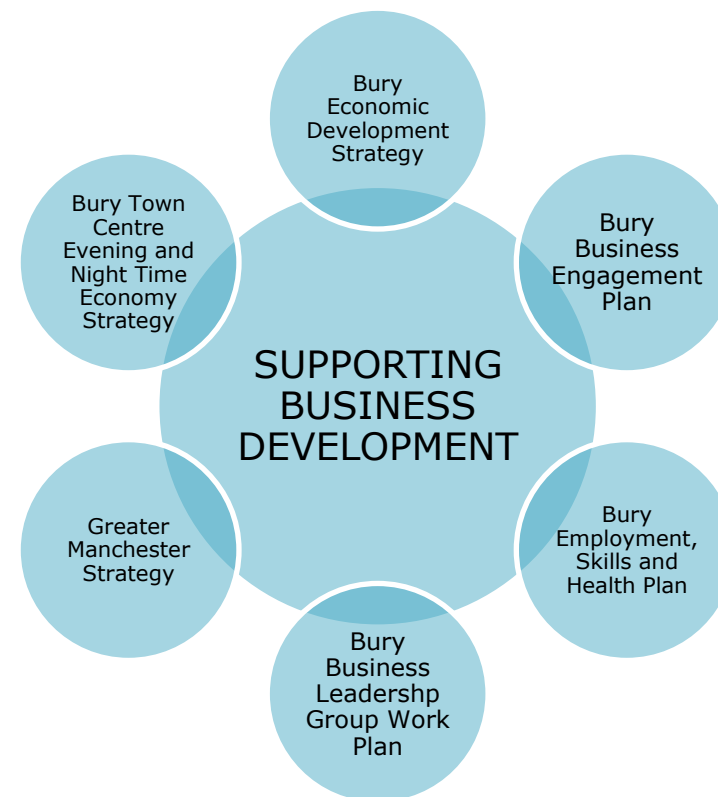 Bury
Economic
Development
Strategy
Bury Town
Centre
Evening and
Night Time
Economy
Strategy
Bury
Business
Engagement
Plan
SUPPORTING
BUSINESS
DEVELOPMENT
Greater
Manchester
Strategy
Bury
Employment,
Skills and
Health Plan
Bury
Business
Leadershp
Group Work
Plan